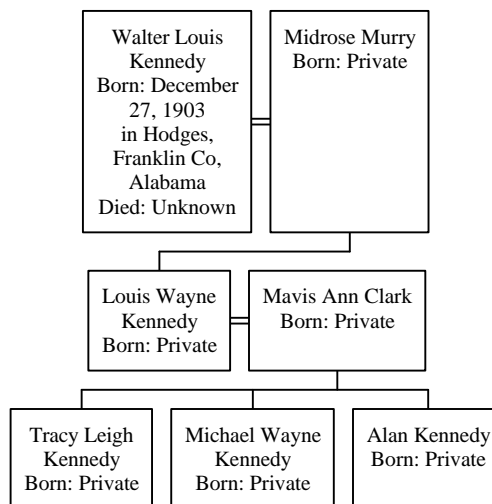 Walter Louis
Kennedy
Born: December
27, 1903
in Hodges,
Franklin Co,
Alabama
Died: Unknown
Midrose Murry
Born: Private
Louis Wayne
Kennedy
Born: Private
Mavis Ann Clark
Born: Private
Tracy Leigh
Kennedy
Born: Private
Michael Wayne
Kennedy
Born: Private
Alan Kennedy
Born: Private